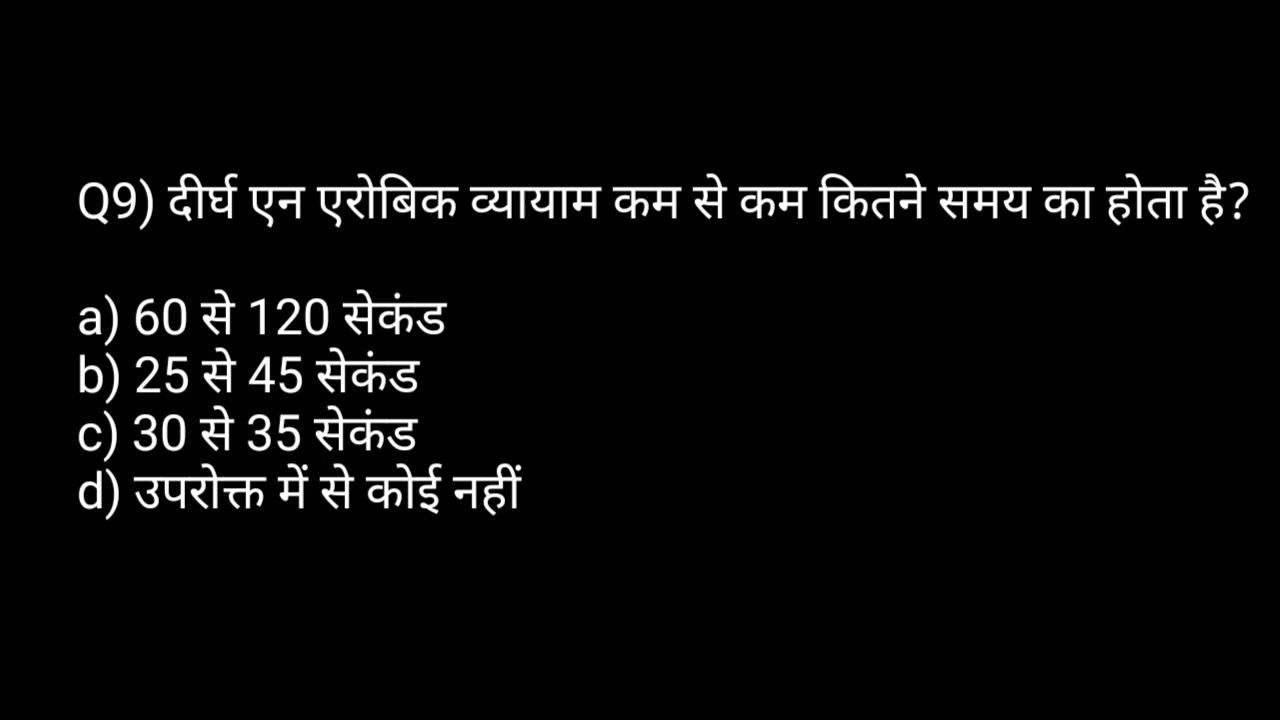 Q9) दीर्घ एन एरोबिक व्यायाम कम से कम कितने समय का होता है?
a) 60 से 120 सेकंड
b) 25 से 45 सेकंड
c) 30 से 35 सेकंड
d) उपरोक्त में से कोई नहीं